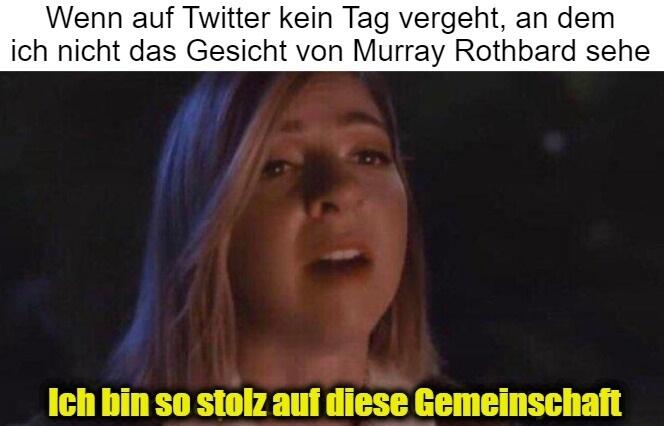 Wenn auf Twitter kein Tag vergeht, an dem
ich nicht das Gesicht von Murray Rothbard sehe
Ich bin so stolz auf diese Gemeinschaft